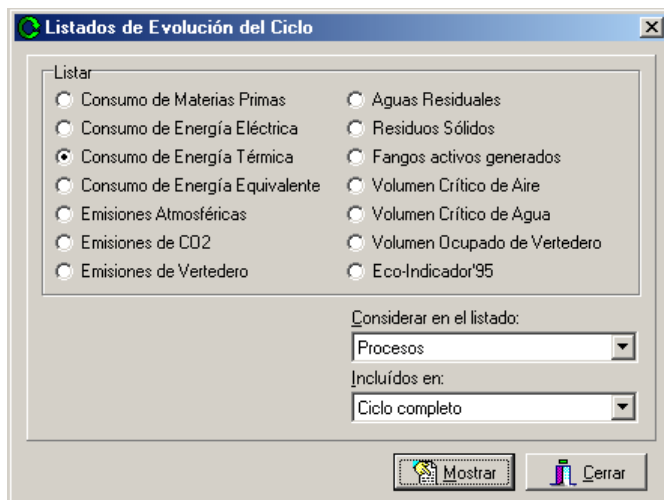 Listados de Evolución del Ciclo
Listar
Consumo de Materias Primas
Consumo de Energía Eléctrica
Consumo de Energía Térmica
Consumo de Energía Equivalente
Emisiones Atmosféricas
Emisiones de CO2
Emisiones de Vertedero
Aguas Residuales
Residuos Sólidos
Fangos activos generados
Volumen Crítico de Aire
Volumen Crítico de Agua
Volumen Ocupado de Vertedero
Eco-Indicador'95
Considerar en el listado:
Procesos
Incluídos en:
Ciclo completo
Mostrar
Cerrar